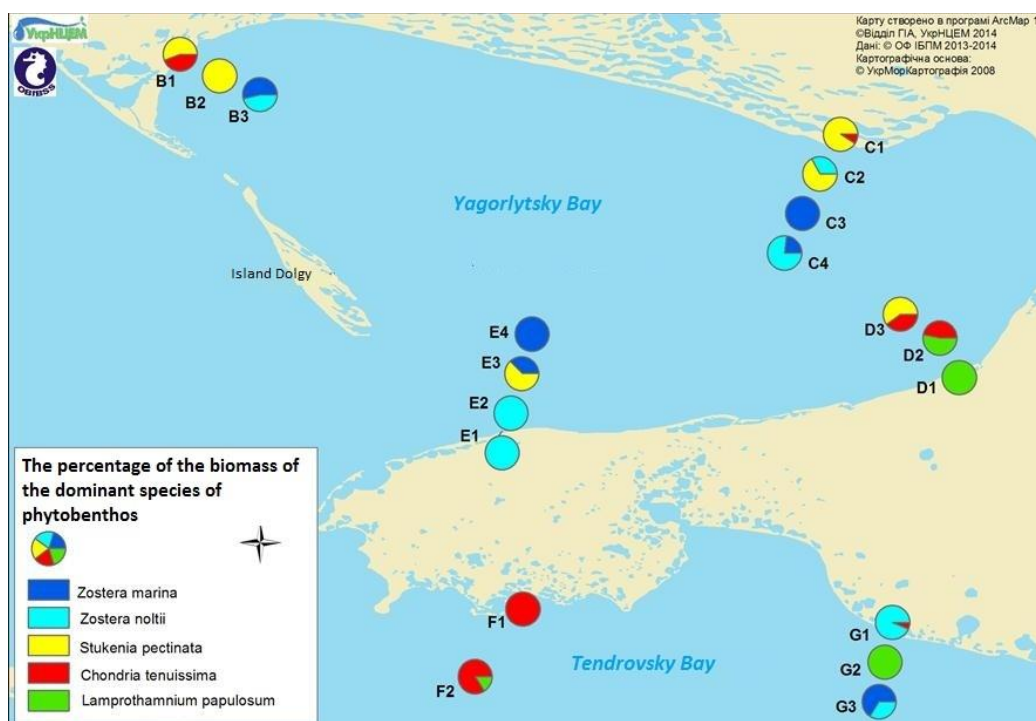 УкрНЦЕМ
OBIBSS
Карту створено в програмі ArcMap 1
©Відділ ГІА, УкрНЦЕМ 2014
Дані: © ОФ ІБПМ 2013-2014
Картографічна основа:
© УкрМорКартографія 2008
B1
B2
B3
C1
C2
Yagorlytsky Bay
C3
C4
Island Dolgy
E4
D3
E3
D2
E2
D1
E1
The percentage of the biomass of
the dominant species of
phytobenthos
Zostera marina
Zostera noltii
Stukenia pectinata
Chondria tenuissima
Lamprothamnium papulosum
F1
G1
Tendrovsky Bay
G2
F2
G3